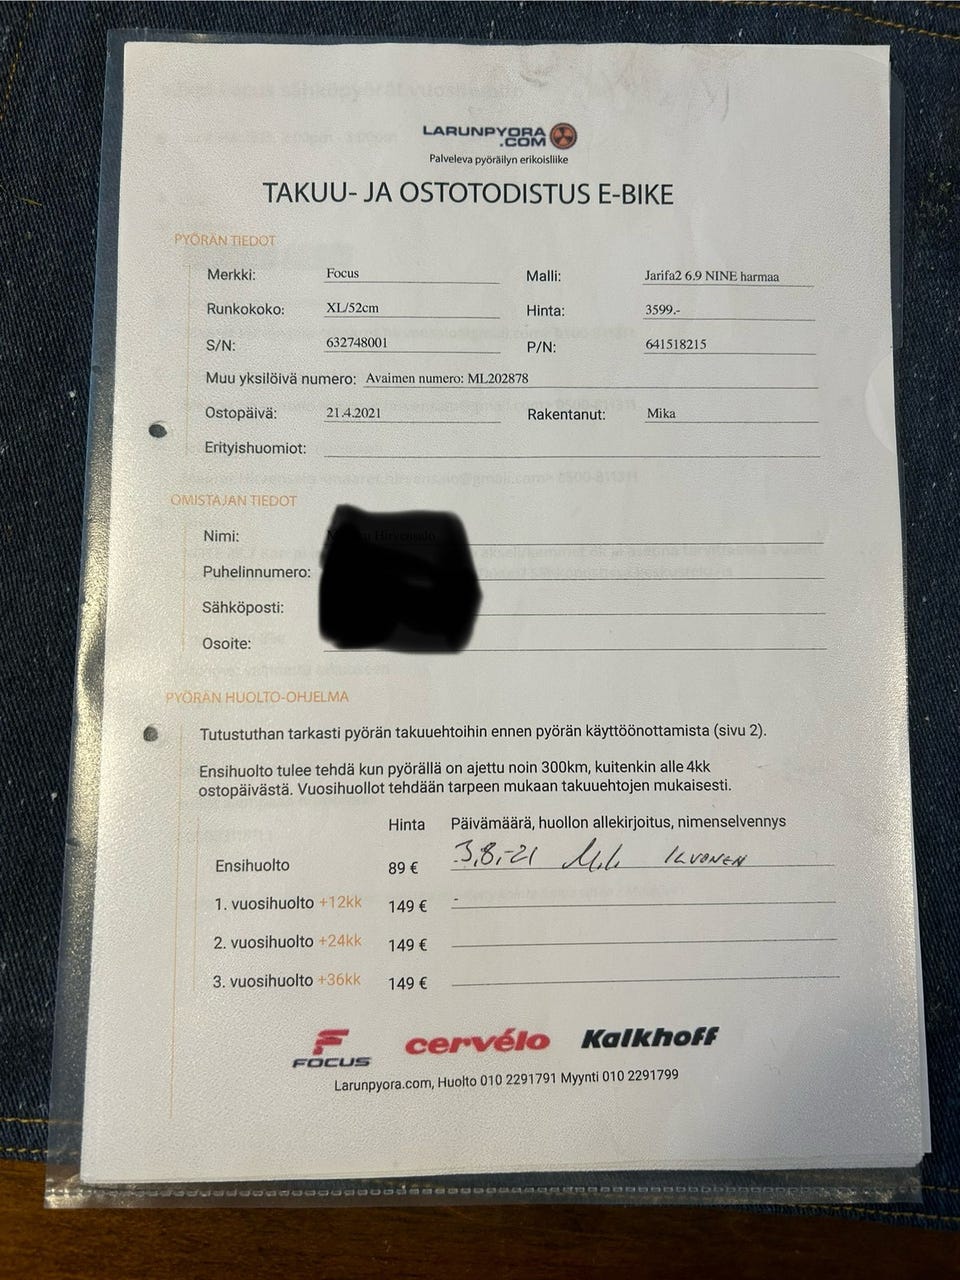 LARUNPYORA
.COM
Palveleva pyöräilyn erikoisliike
TAKUU- JA OSTOTODISTUS E-BIKE
PYÖRÄN TIEDOT
Merkki: Focus Malli: Jarifa2 6.9 NINE harmaa
Runkokoko: XL/52cm Hinta: 3599.-
S/N: 632748001 P/N: 641518215
Muu yksilöivä numero: Avaimen numero: ML202878
Ostopäivä: 21.4.2021 Rakentanut: Mika
Erityishuomiot:
OMISTAJAN TIEDOT
Nimi:
Puhelinnumero:
Sähköposti:
Osoite:
PYÖRÄN HUOLTO-OHJELMA
Tutustuthan tarkasti pyörän takuuehtoihin ennen pyörän käyttöönottamista (sivu 2).
Ensihuolto tulee tehdä kun pyörällä on ajettu noin 300km, kuitenkin alle 4kk
ostopäivästä. Vuosihuollot tehdään tarpeen mukaan takuuehtojen mukaisesti.
Hinta Päivämäärä, huollon allekirjoitus, nimenselvennys
Ensihuolto 89 € 3.8.-21 ILVONEN
1. vuosihuolto +12kk 149 € -
2. vuosihuolto +24kk 149 €
3. vuosihuolto +36kk 149 €
FOCUS cervélo Kalkhoff
Larunpyora.com, Huolto 010 2291791 Myynti 010 2291799